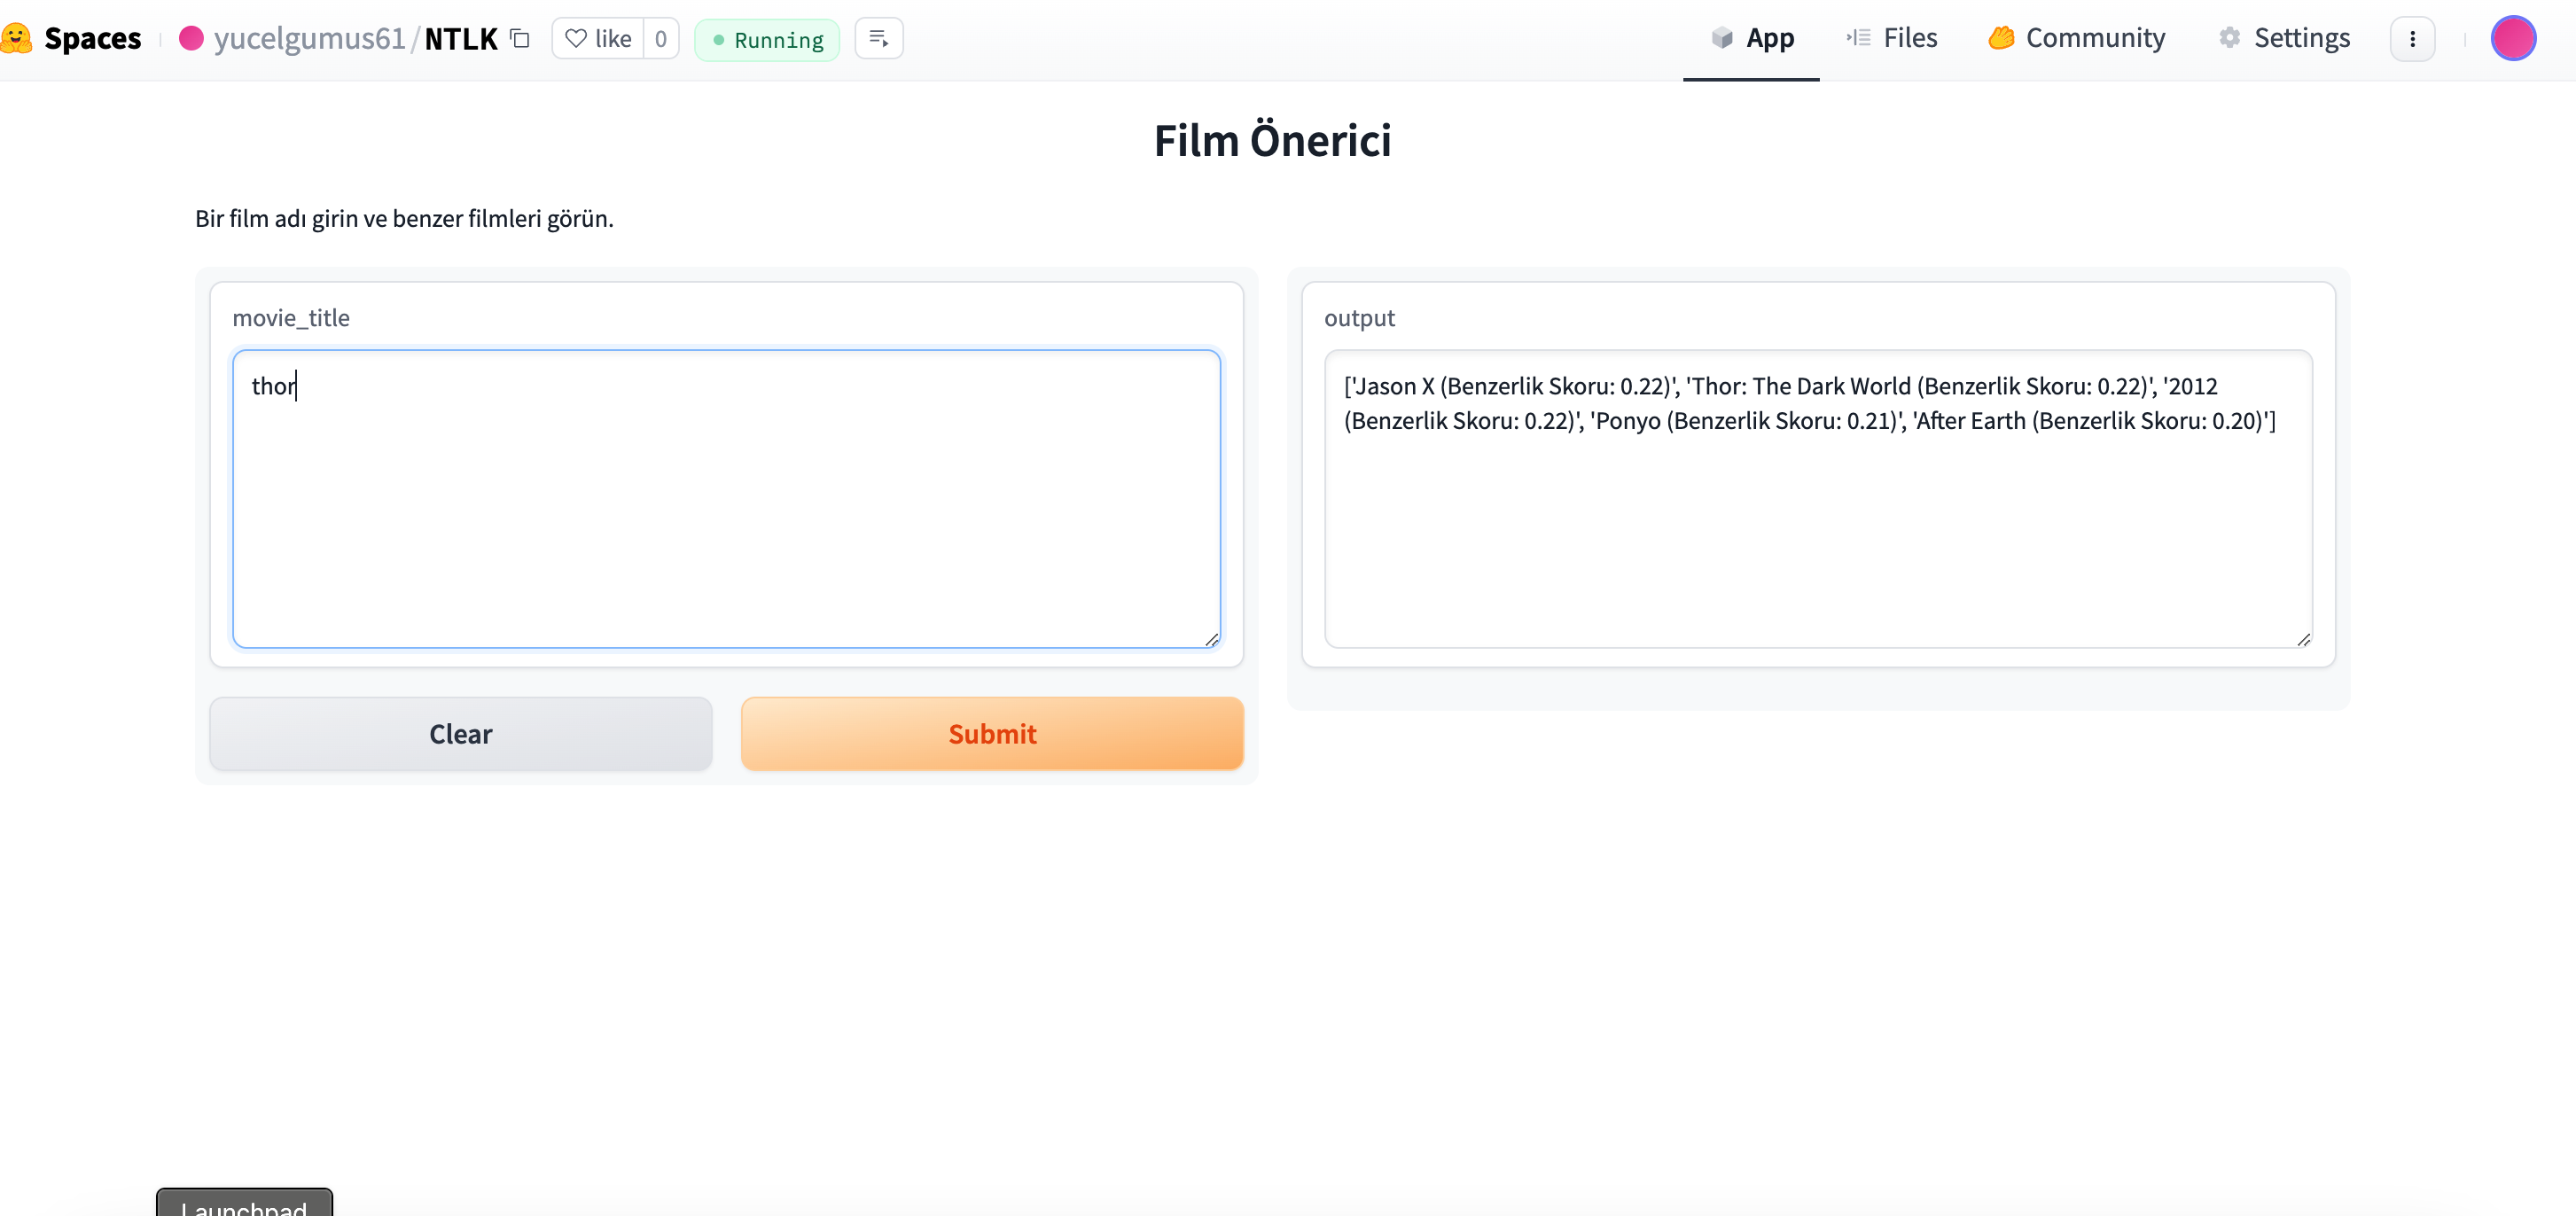 Spaces yucelgumus61/NTLK like 0 Running App Files Community Settings
Film Önerici
Bir film adı girin ve benzer filmleri görün.
movie_title
thor
Clear
Submit
output
['Jason X (Benzerlik Skoru: 0.22)', 'Thor: The Dark World (Benzerlik Skoru: 0.22)', '2012
(Benzerlik Skoru: 0.22)', 'Ponyo (Benzerlik Skoru: 0.21)', 'After Earth (Benzerlik Skoru: 0.20)']
Launchpad